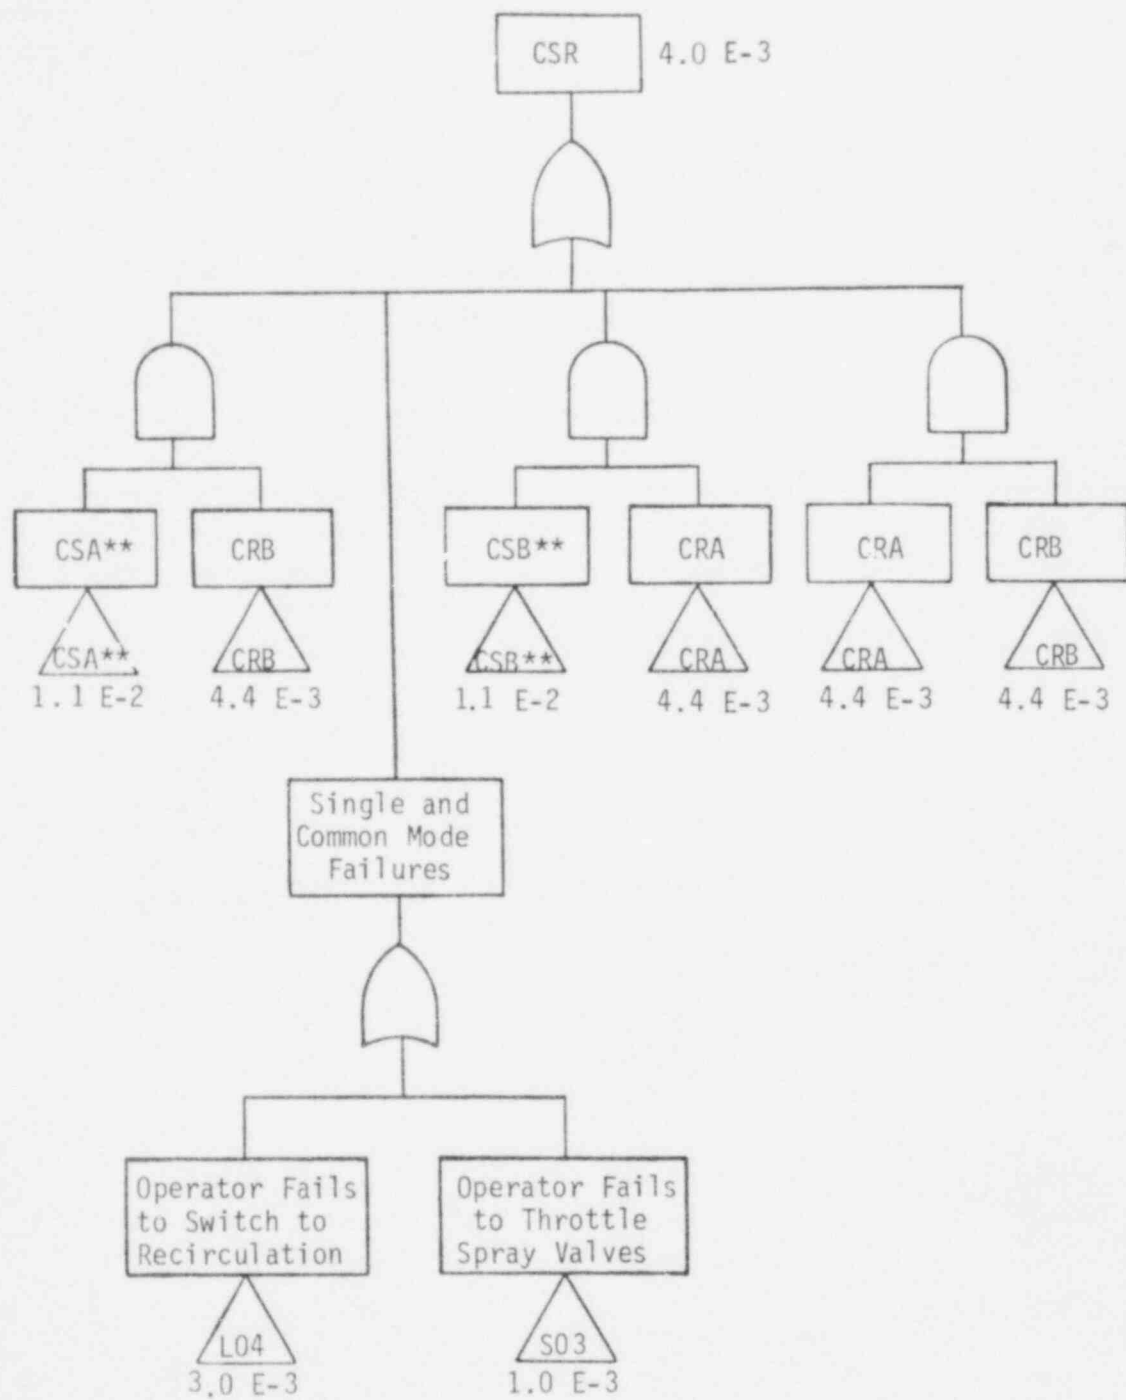 CSR 4.0 E-3
CSA** CRB CSB** CRA CRA CRB
CSA** CRB CSB** CRA CRA CRB
1.1 E-2 4.4 E-3 1.1 E-2 4.4 E-3 4.4 E-3 4.4 E-3
Single and
Common Mode
Failures
Operator Fails
to Switch to
Recirculation
Operator Fails
to Throttle
Spray Valves
L04 S03
3.0 E-3 1.0 E-3